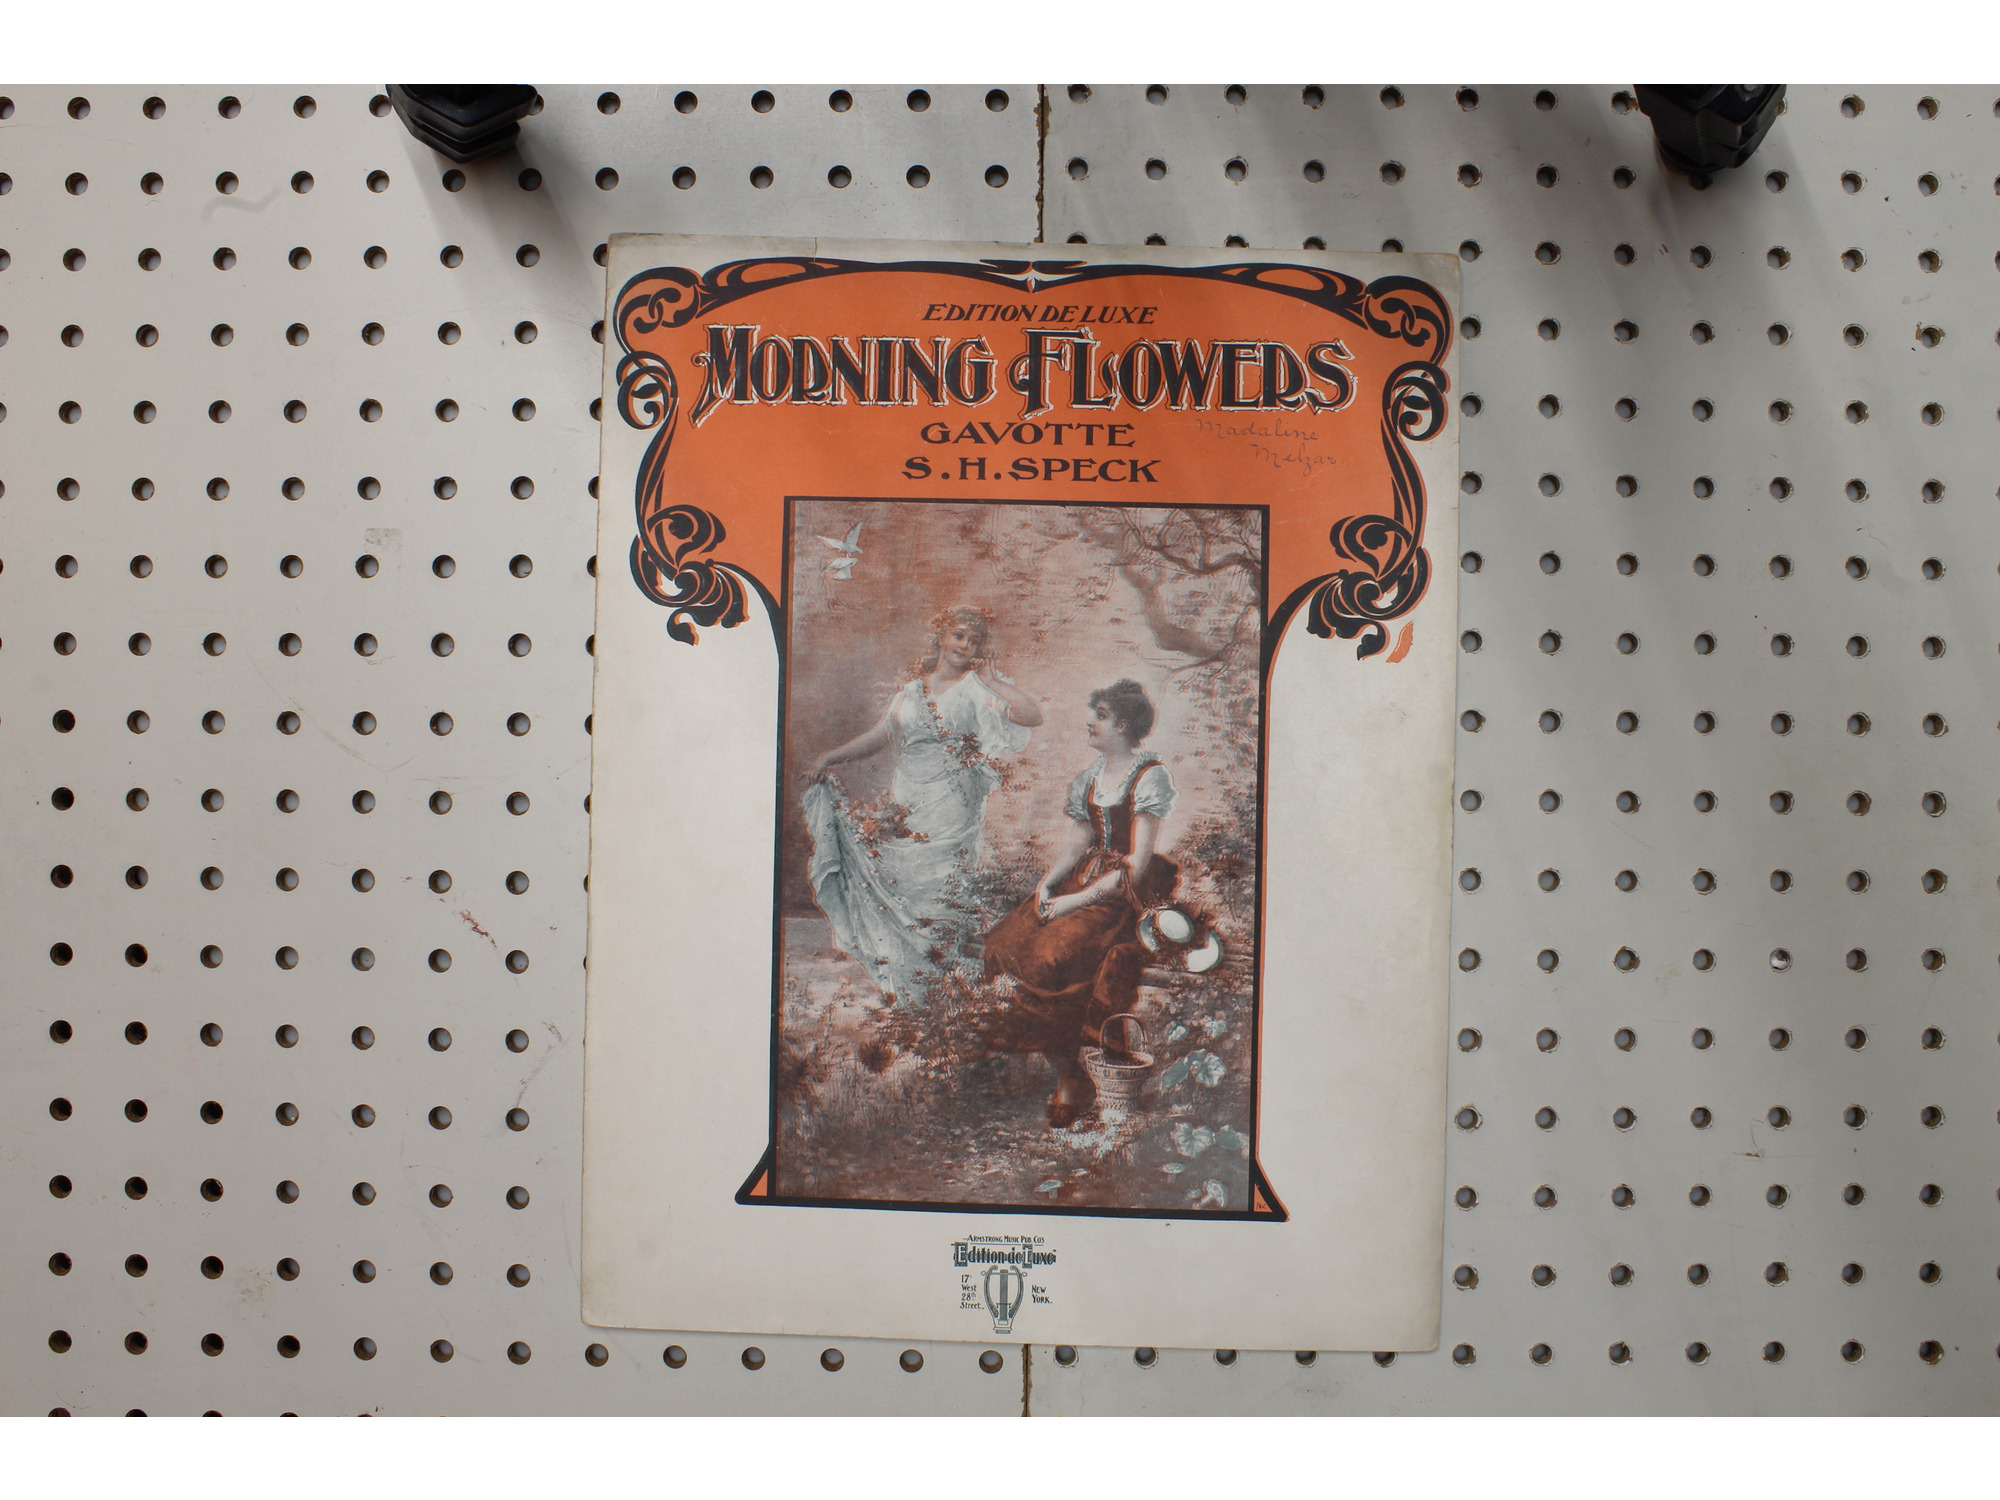 EDITION DE LUXE
MORNING FLOWERS
GAVOTTE
S.H. SPECK
Madaline
Melzar
ARMSTRONG MUSIC PUB. CO'S
Edition de Luxe
17
West
28th
Street,
NEW
YORK.